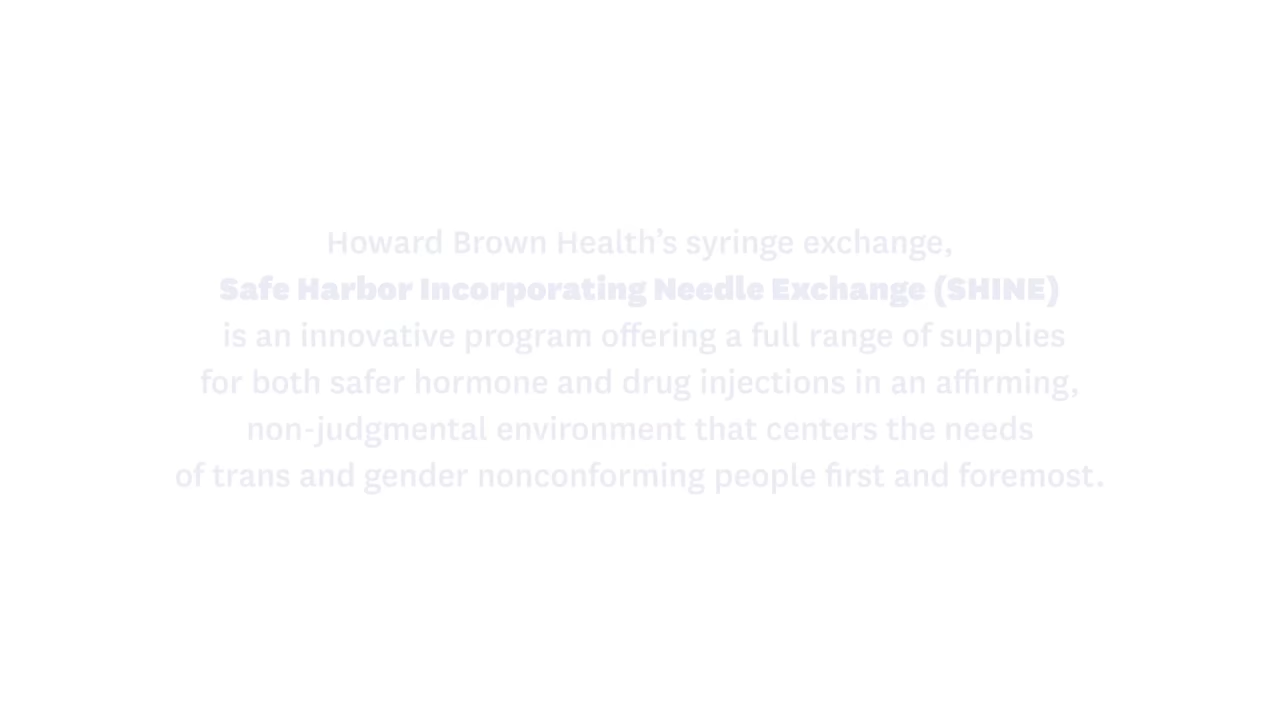 Howard Brown Health’s syringe exchange,
Safe Harbor Incorporating Needle Exchange (SHINE)
is an innovative program offering a full range of supplies
for both safer hormone and drug injections in an affirming,
non-judgmental environment that centers the needs
of trans and gender nonconforming people first and foremost.